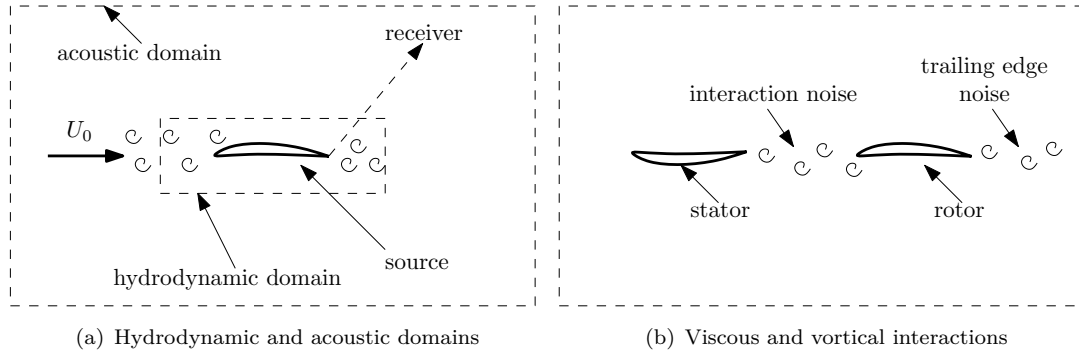 acoustic domain
receiver
U0
source
hydrodynamic domain
(a) Hydrodynamic and acoustic domains
trailing edge
noise
interaction noise
stator
rotor
(b) Viscous and vortical interactions